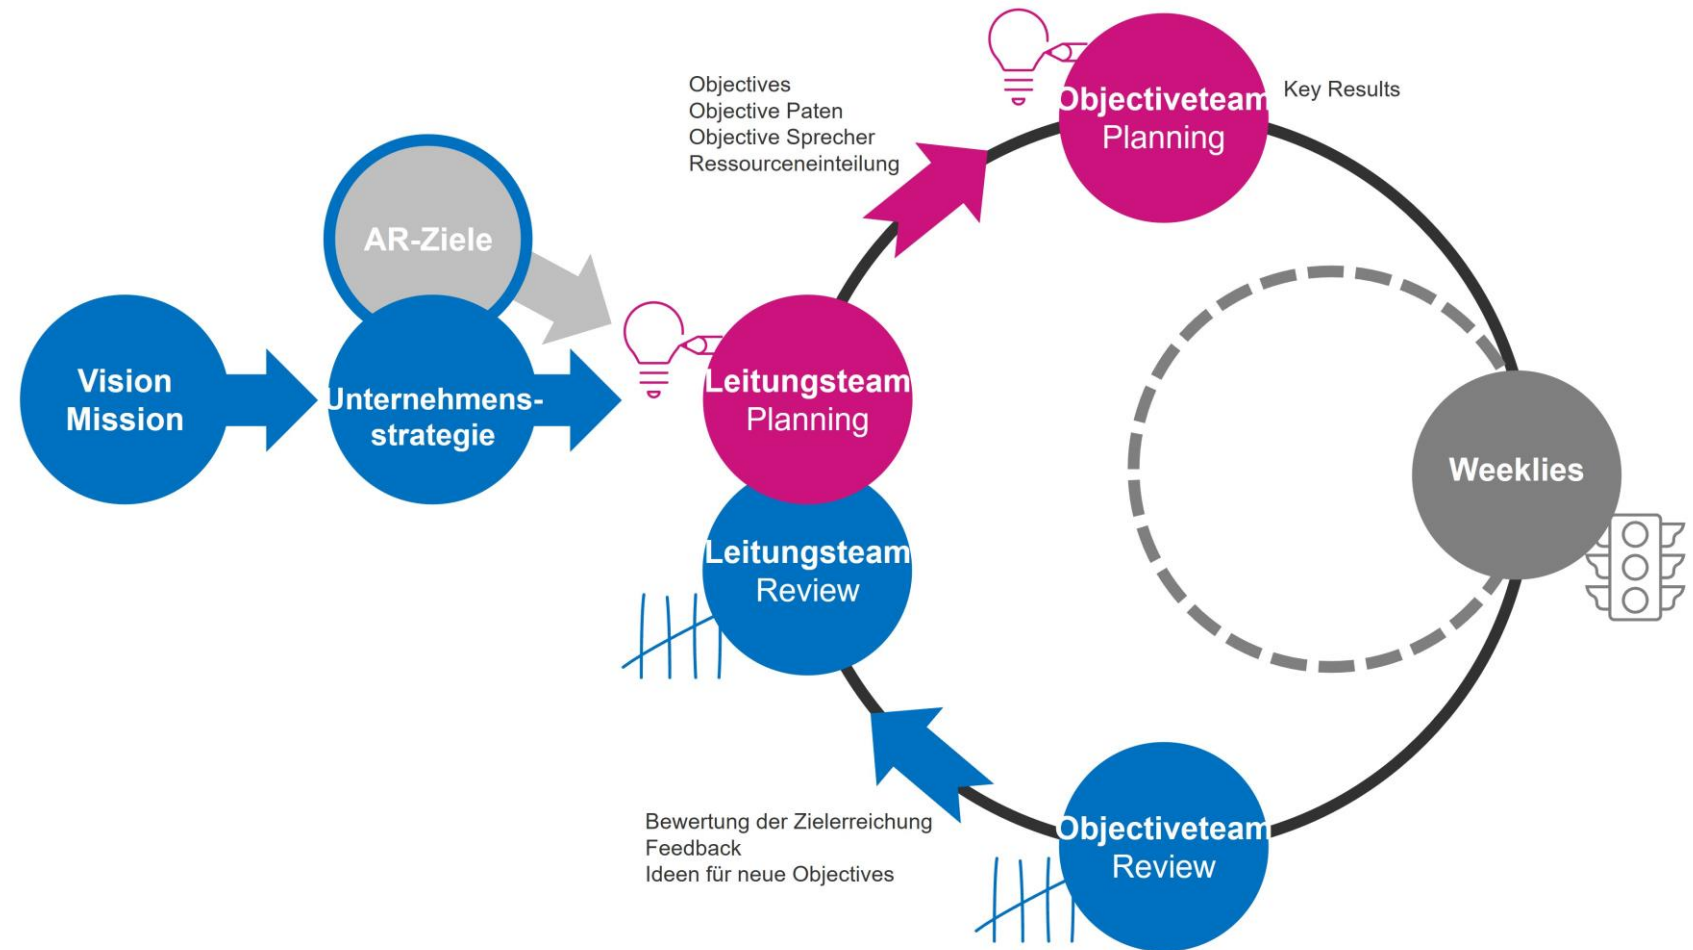 Vision
Mission
AR-Ziele
Unternehmens-
strategie
Leitungsteam
Planning
Objectives
Objective Paten
Objective Sprecher
Ressourceneinteilung
Objectiveteam
Planning
Key Results
Weeklies
Objectiveteam
Review
Bewertung der Zielerreichung
Feedback
Ideen für neue Objectives
Leitungsteam
Review